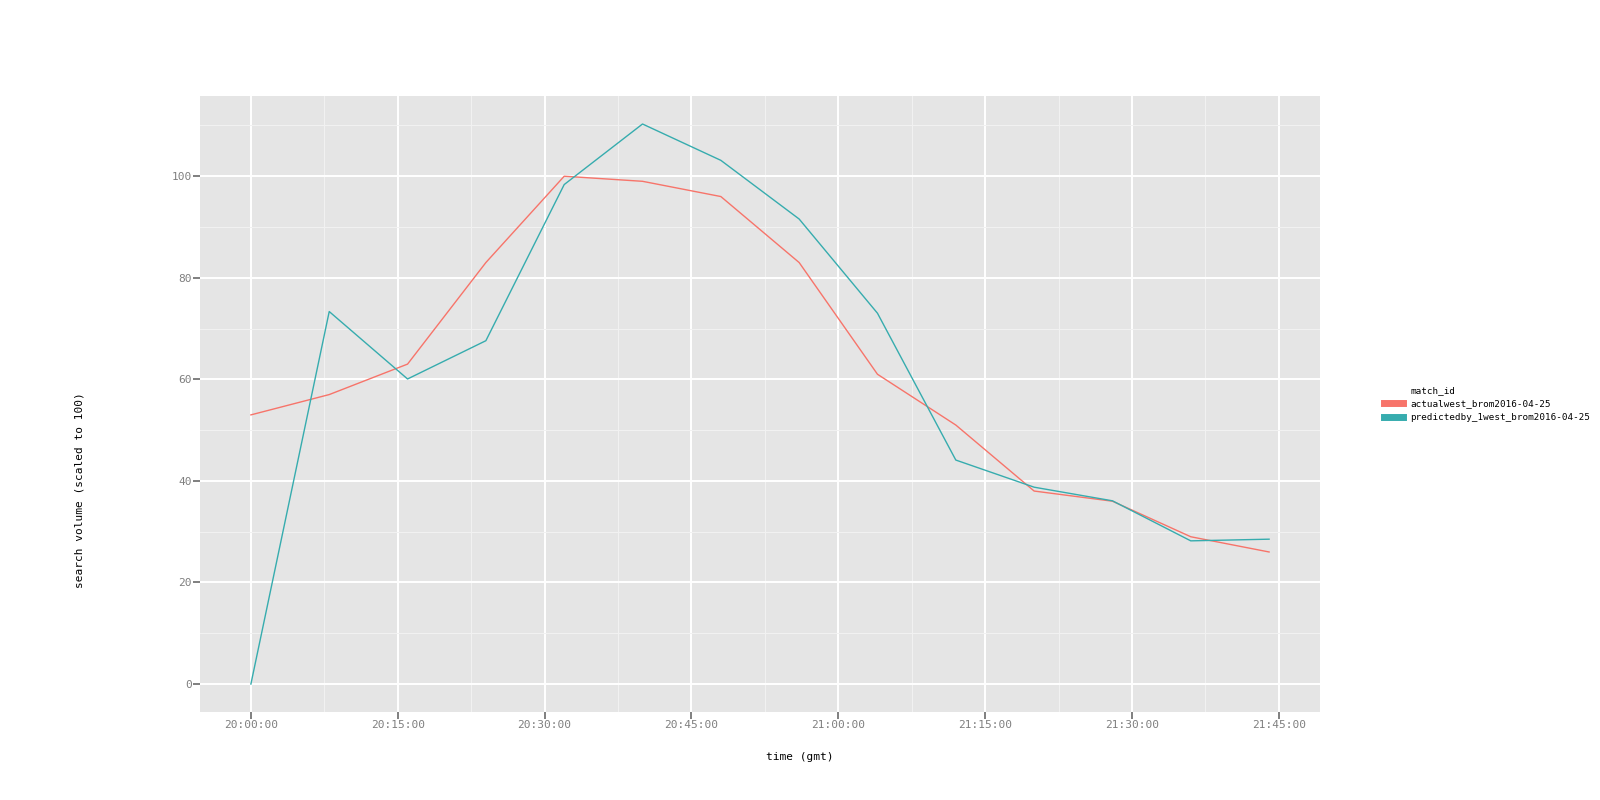 search volume (scaled to 100)
100
80
60
40
20
0
20:00:00 20:15:00 20:30:00 20:45:00 21:00:00 21:15:00 21:30:00 21:45:00
time (gmt)
match_id
actualwest_brom2016-04-25
predictedby_1west_brom2016-04-25